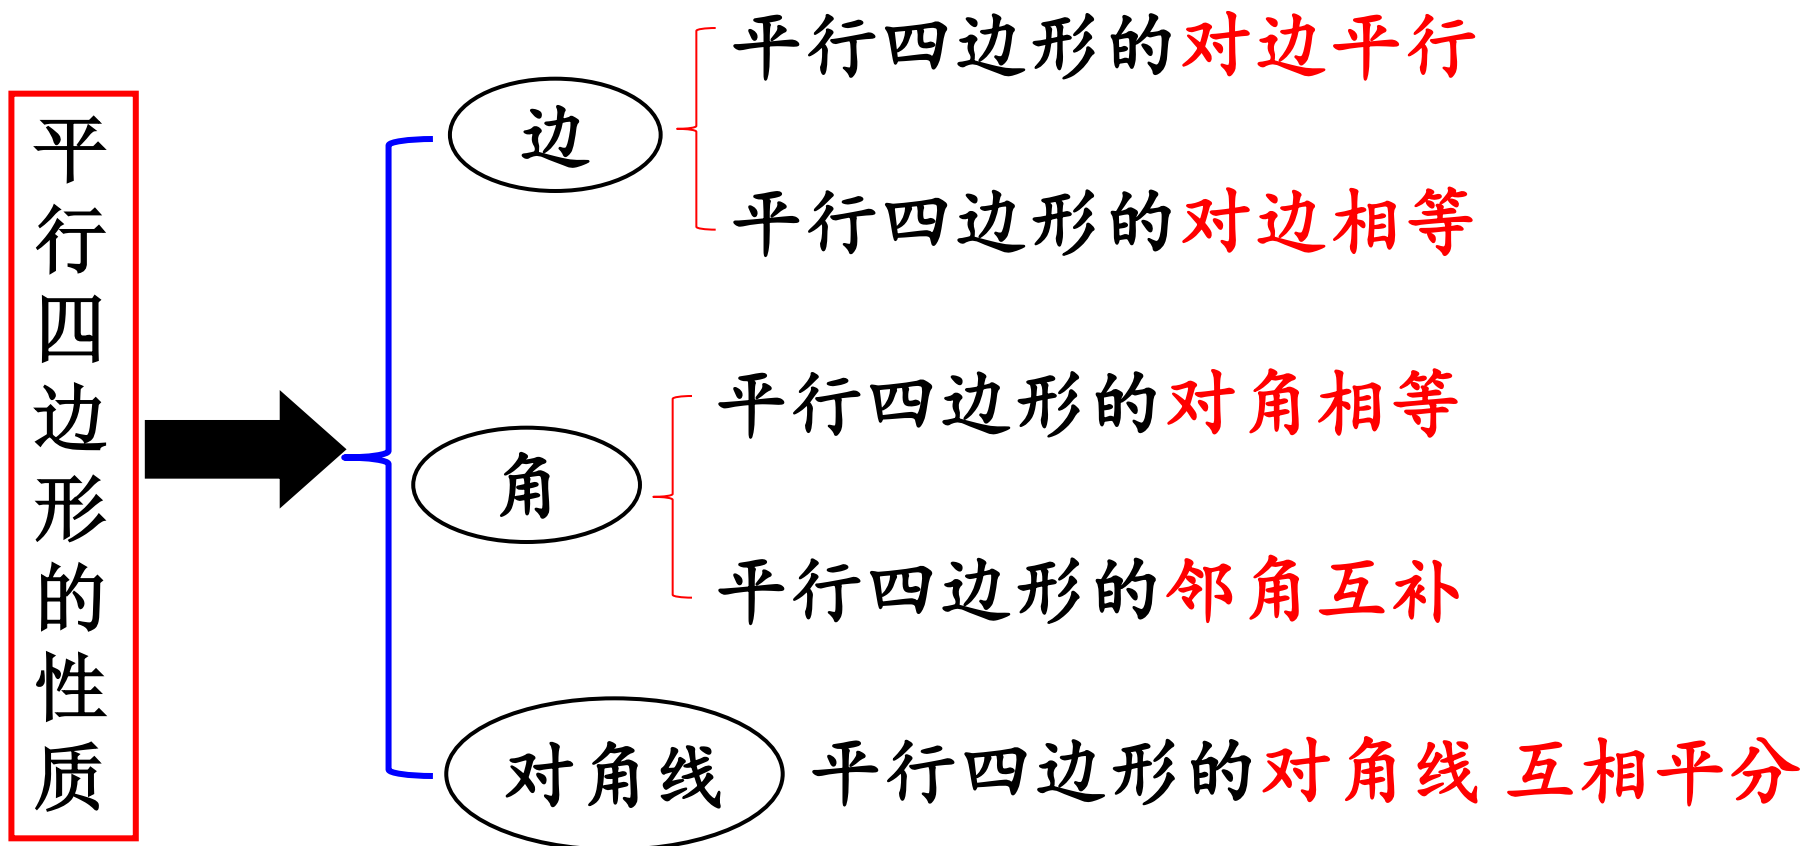 平行四边形的性质
边
平行四边形的对边平行
平行四边形的对边相等
角
平行四边形的对角相等
平行四边形的邻角互补
对角线
平行四边形的对角线 互相平分